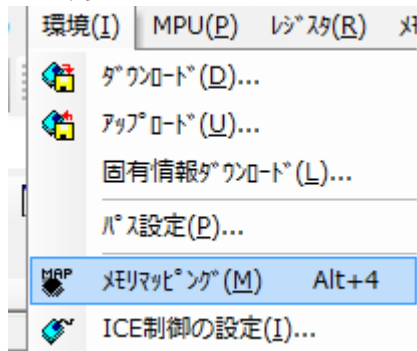 環境(I) MPU(P) ﾚｼﾞｽﾀ(R)
ﾀﾞｳﾝﾛｰﾄﾞ(D)...
ｱｯﾌﾟﾛｰﾄﾞ(U)...
固有情報ﾀﾞｳﾝﾛｰﾄﾞ(L)...
ﾊﾟｽ設定(P)...
MAP ﾒﾓﾘﾏｯﾋﾟﾝｸﾞ(M) Alt+4
ICE制御の設定(I)...